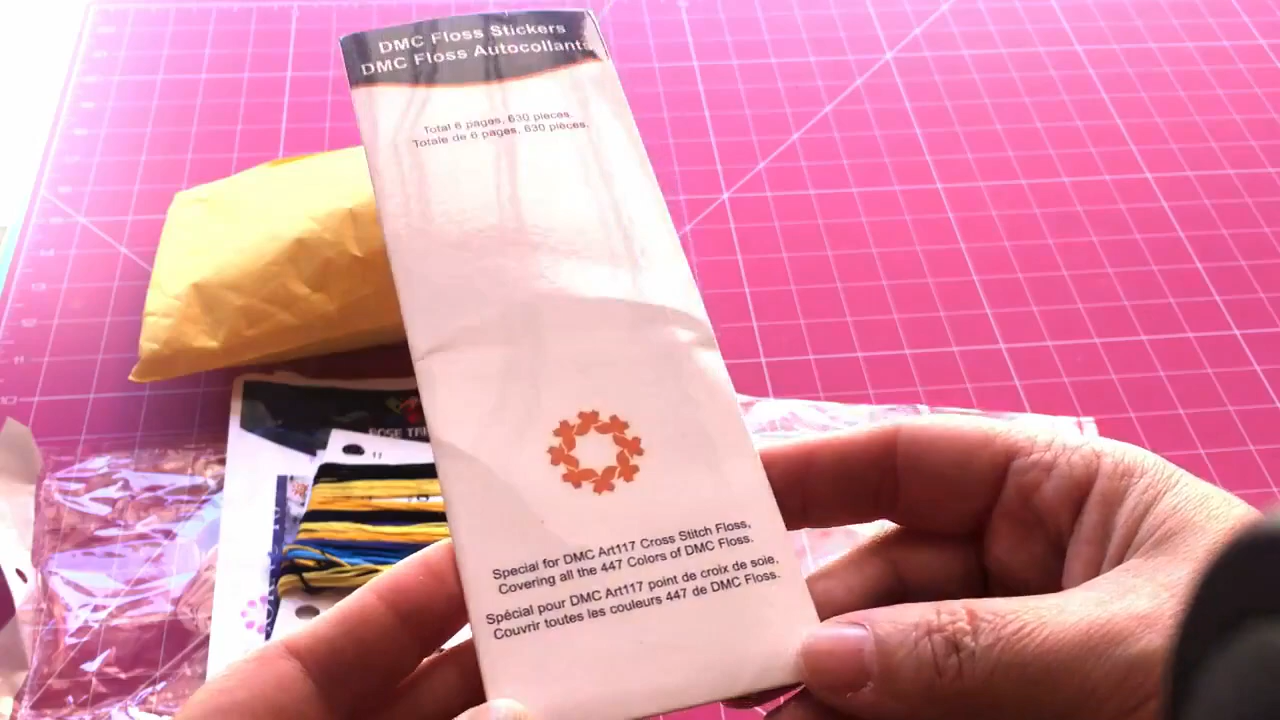 DMC Floss Stickers
DMC Floss Autocollants
Total 6 pages, 630 pieces.
Totale de 6 pages, 630 pièces.
Special for DMC Art117 Cross Stitch Floss,
Covering all the 447 Colors of DMC Floss.
Spécial pour DMC Art117 point de croix de soie,
Couvrir toutes les couleurs 447 de DMC Floss.
11